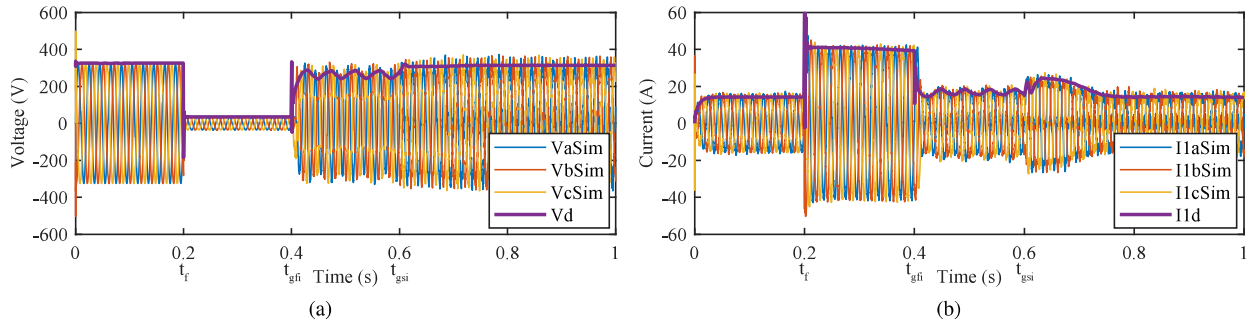 600
400
200
0
-200
-400
-600
Voltage (V)
VaSim
VbSim
VcSim
Vd
0 0.2 0.4 0.6 0.8 1
t_f t_gfi Time (s) t_gsi
(a)
60
40
20
0
-20
-40
-60
Current (A)
I1aSim
I1bSim
I1cSim
I1d
0 0.2 0.4 0.6 0.8 1
t_f t_gfi Time (s) t_gsi
(b)